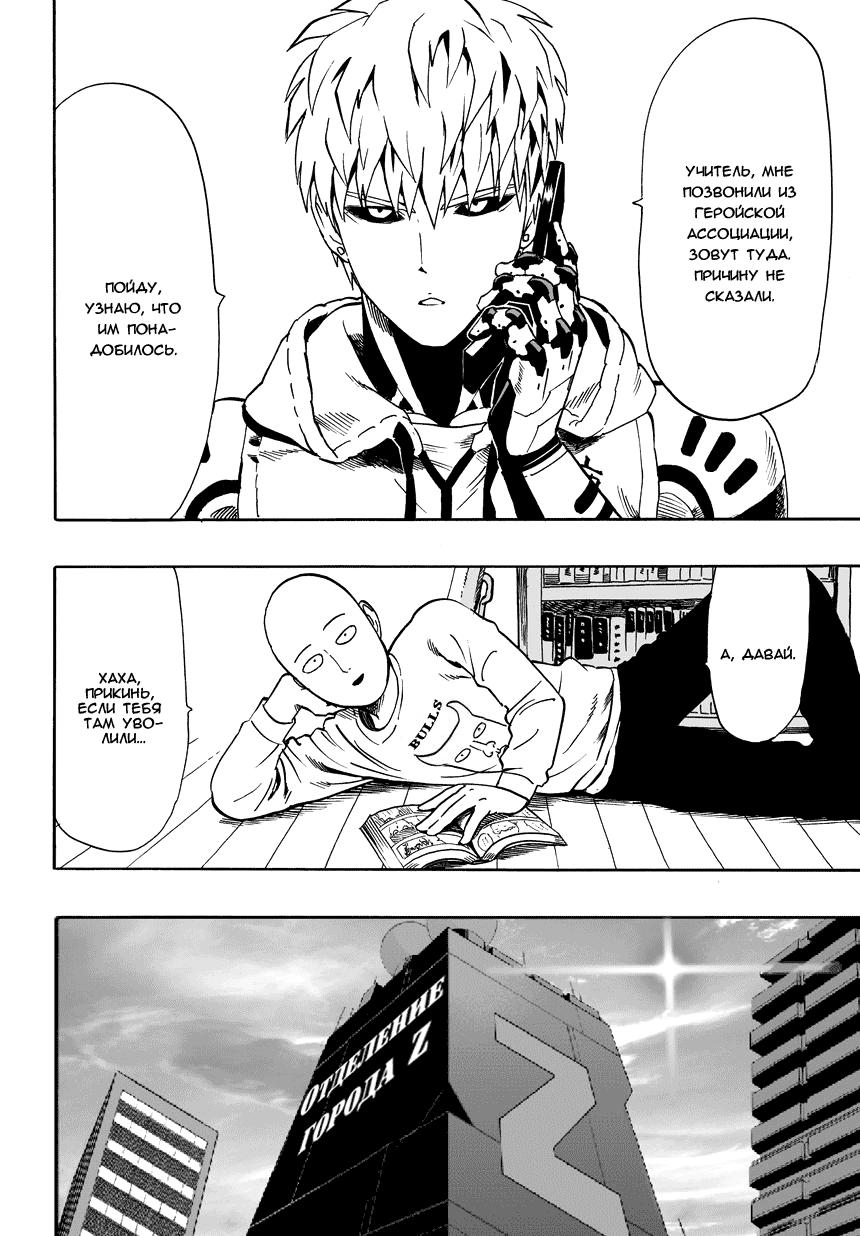 УЧИТЕЛЬ, МНЕ
ПОЗВОНИЛИ ИЗ
ГЕРОЙСКОЙ
АССОЦИАЦИИ,
ЗОВУТ ТУДА.
ПРИЧИНУ НЕ
СКАЗАЛИ.
ПОЙДУ,
УЗНАЮ, ЧТО
ИМ ПОНА-
ДОБИЛОСЬ.
А, ДАВАЙ.
ХАХА,
ПРИКИНЬ,
ЕСЛИ ТЕБЯ
ТАМ УВО-
ЛИЛИ...
BULLS
ОТДЕЛЕНИЕ
ГОРОДА Z